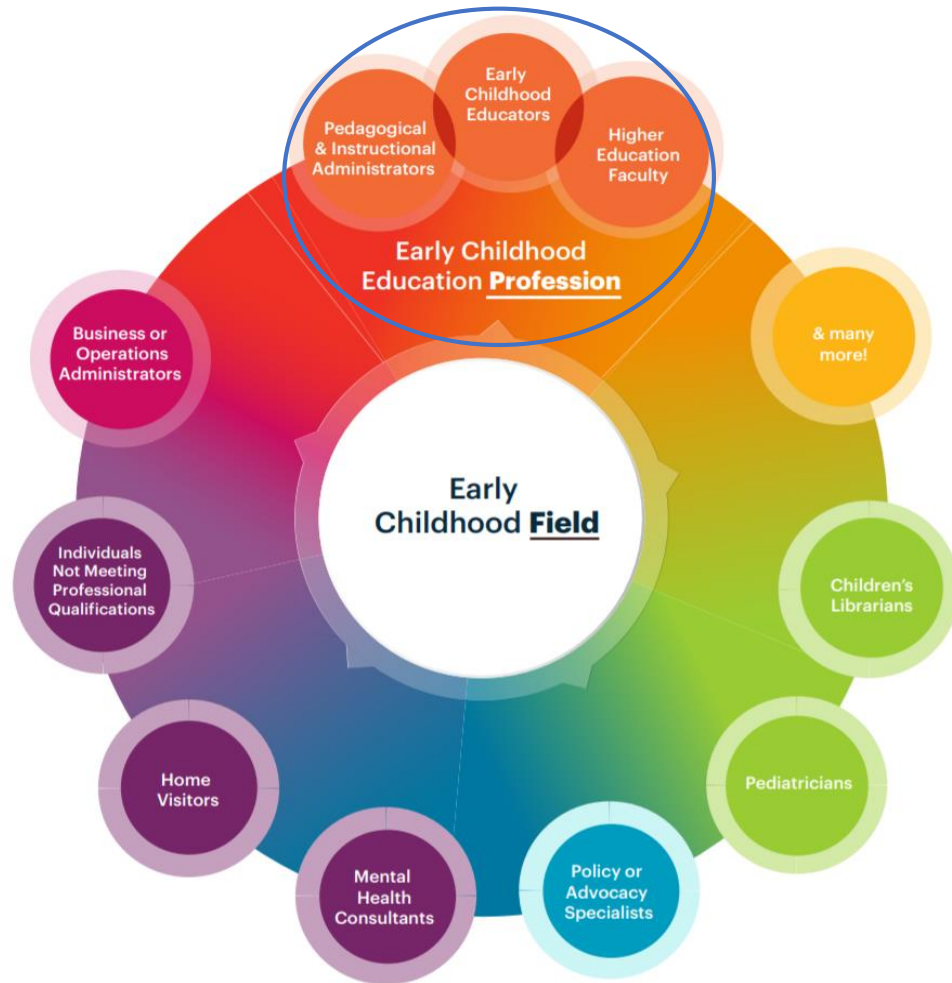 Early
Childhood
Educators
Pedagogical
& Instructional
Administrators
Higher
Education
Faculty
Early Childhood
Education Profession
Business or
Operations
Administrators
& many
more!
Early
Childhood Field
Individuals
Not Meeting
Professional
Qualifications
Children’s
Librarians
Home
Visitors
Pediatricians
Mental
Health
Consultants
Policy or
Advocacy
Specialists